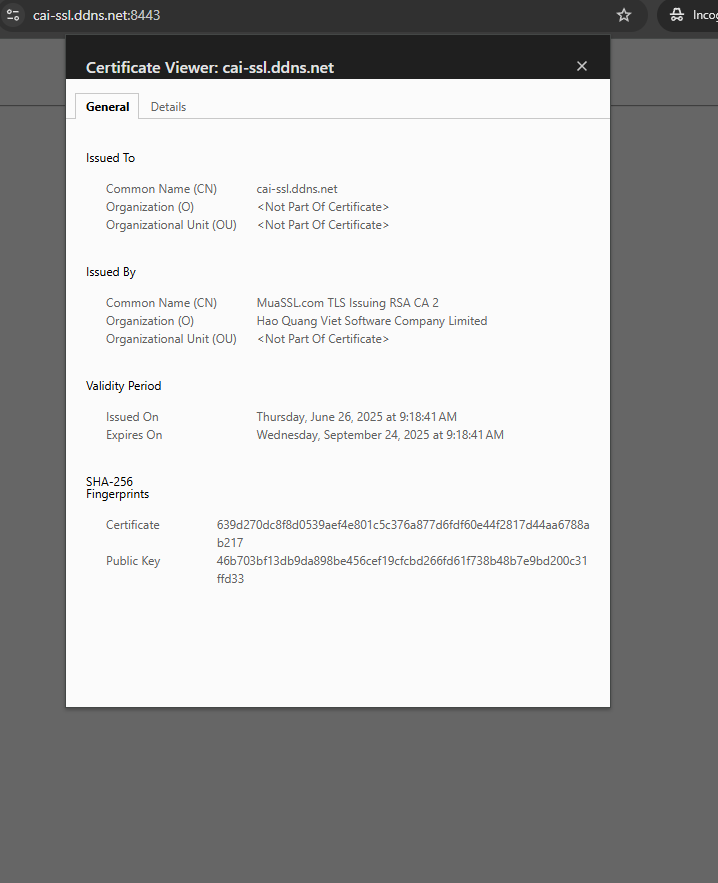 cai-ssl.ddns.net:8443
Certificate Viewer: cai-ssl.ddns.net
General Details
Issued To
Common Name (CN) cai-ssl.ddns.net
Organization (O) <Not Part Of Certificate>
Organizational Unit (OU) <Not Part Of Certificate>
Issued By
Common Name (CN) MuaSSL.com TLS Issuing RSA CA 2
Organization (O) Hao Quang Viet Software Company Limited
Organizational Unit (OU) <Not Part Of Certificate>
Validity Period
Issued On Thursday, June 26, 2025 at 9:18:41 AM
Expires On Wednesday, September 24, 2025 at 9:18:41 AM
SHA-256
Fingerprints
Certificate 639d270dc8f8d0539aef4e801c5c376a877d6fdf60e44f2817d44aa6788a
b217
Public Key 46b703bf13db9da898be456cef19cfcbd266fd61f738b48b7e9bd200c31
ffd33